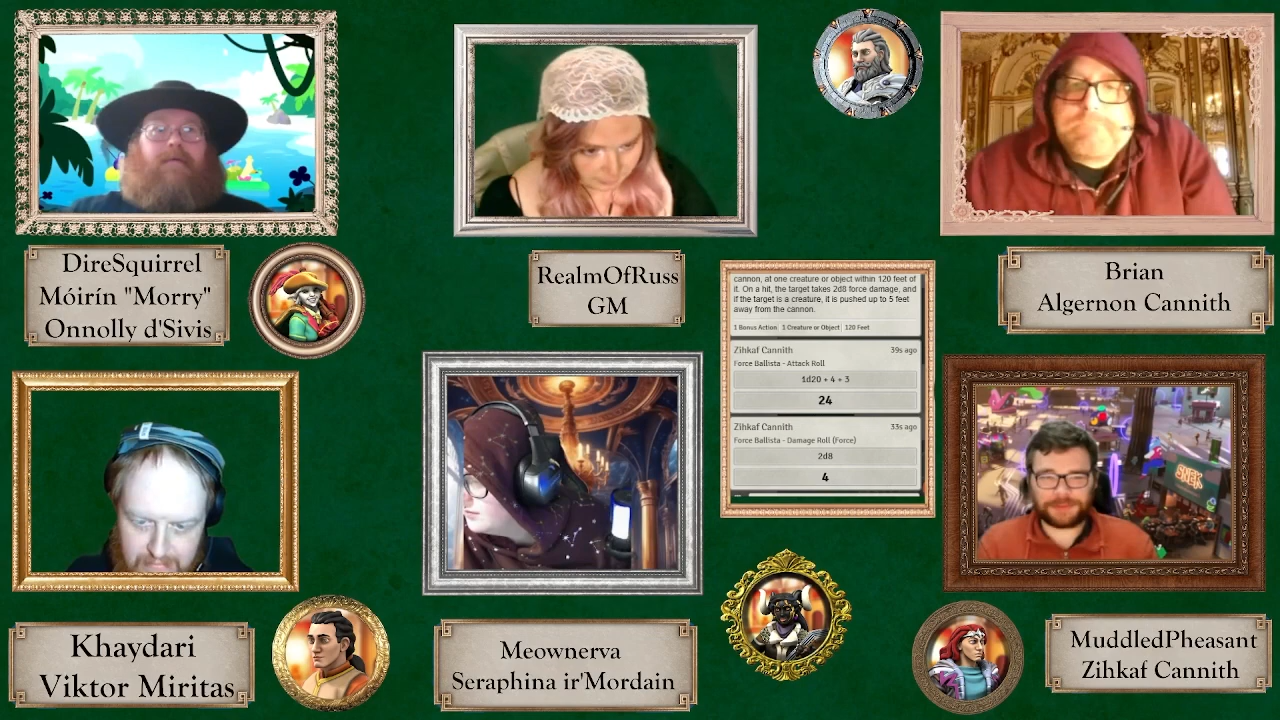 DireSquirrel
Móirín "Morry"
Onnolly d'Sivis
RealmOfRuss
GM
Brian
Algernon Cannith
cannon, at one creature or object within 120 feet of
it. On a hit, the target takes 2d8 force damage, and
if the target is a creature, it is pushed up to 5 feet
away from the cannon.
1 Bonus Action 1 Creature or Object 120 Feet
Zihkaf Cannith 39s ago
Force Ballista - Attack Roll
1d20 + 4 + 3
24
Zihkaf Cannith 33s ago
Force Ballista - Damage Roll (Force)
2d8
4
Khaydari
Viktor Miritas
Meownerva
Seraphina ir'Mordain
MuddledPheasant
Zihkaf Cannith